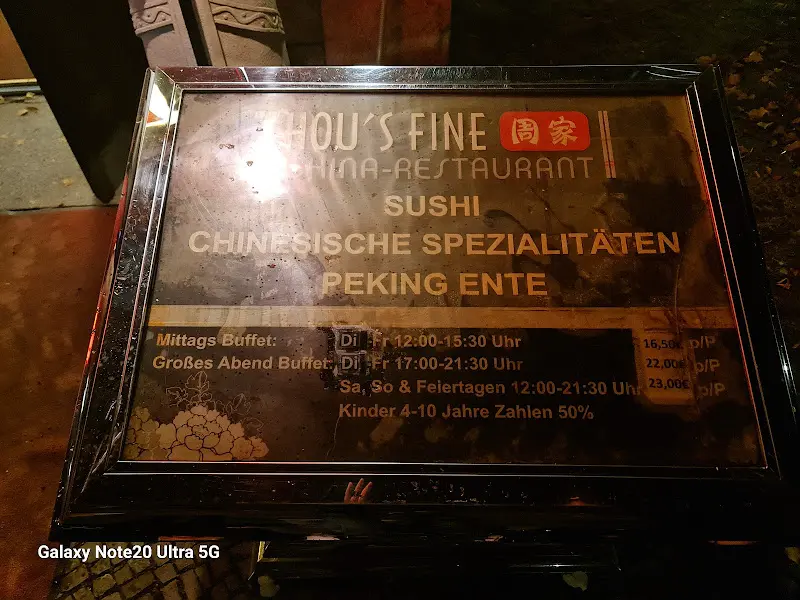 HOU'S FINE 周家
HINA-RESTAURANT
SUSHI
CHINESISCHE SPEZIALITÄTEN
PEKING ENTE
Mittags Buffet: Di Fr 12:00-15:30 Uhr 16,50€ p/P
Großes Abend Buffet: Di Fr 17:00-21:30 Uhr 22,00€ p/P
Sa, So & Feiertagen 12:00-21:30 Uhr 23,00€ p/P
Kinder 4-10 Jahre Zahlen 50%
Galaxy Note20 Ultra 5G